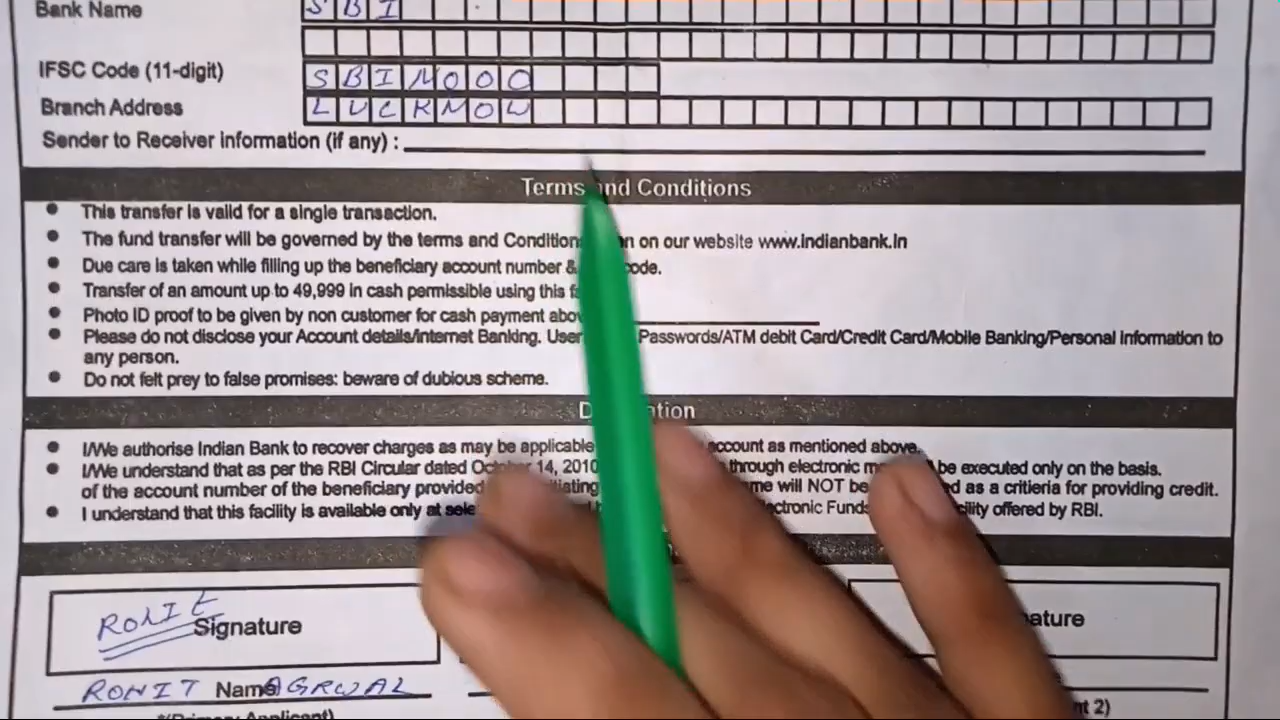 Bank Name SBI
IFSC Code (11-digit) SBIN000
Branch Address LUCKNOW
Sender to Receiver information (if any) :
Terms and Conditions
• This transfer is valid for a single transaction.
• The fund transfer will be governed by the terms and Condition on our website www.indianbank.in
• Due care is taken while filling up the beneficiary account number & code.
• Transfer of an amount up to 49,999 in cash permissible using this
• Photo ID proof to be given by non customer for cash payment
• Please do not disclose your Account details/internet Banking. User Passwords/ATM debit Card/Credit Card/Mobile Banking/Personal information to
any person.
• Do not felt prey to false promises: beware of dubious scheme.
• I/We authorise Indian Bank to recover charges as may be applicable account as mentioned above.
• I/We understand that as per the RBI Circular dated October 14, 2010 through electronic be executed only on the basis.
of the account number of the beneficiary provided will NOT be as a critieria for providing credit.
• I understand that this facility is available only at Funds offered by RBI.
RONIT
Signature
RONIT Name AGRWAL
*(Primary Applicant) 2)